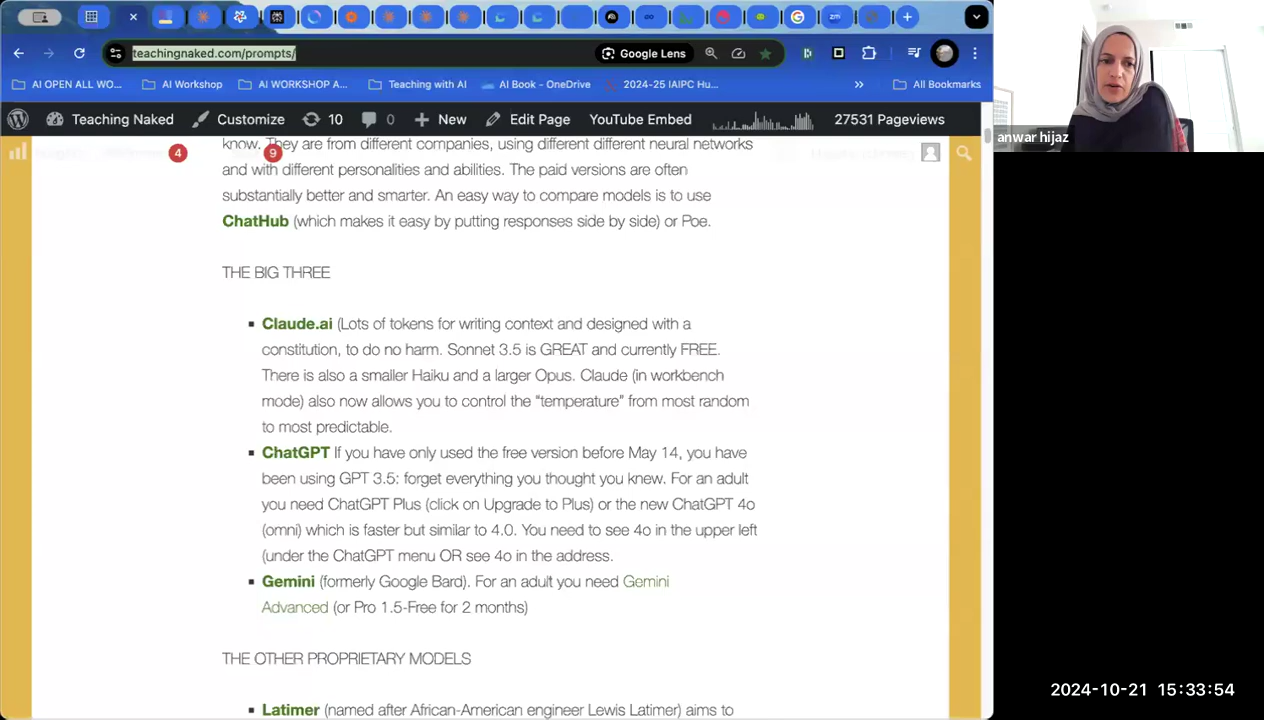 teachingnaked.com/prompts/
Google Lens
AI OPEN ALL WO...
AI Workshop
AI WORKSHOP A...
Teaching with AI
AI Book - OneDrive
2024-25 IAIPC Hu...
»
All Bookmarks
Teaching Naked
Customize
10
0
New
Edit Page
YouTube Embed
27531 Pageviews
4
9
know. They are from different companies, using different different neural networks
and with different personalities and abilities. The paid versions are often
substantially better and smarter. An easy way to compare models is to use
ChatHub (which makes it easy by putting responses side by side) or Poe.
THE BIG THREE
Claude.ai (Lots of tokens for writing context and designed with a
constitution, to do no harm. Sonnet 3.5 is GREAT and currently FREE.
There is also a smaller Haiku and a larger Opus. Claude (in workbench
mode) also now allows you to control the “temperature” from most random
to most predictable.
ChatGPT If you have only used the free version before May 14, you have
been using GPT 3.5: forget everything you thought you knew. For an adult
you need ChatGPT Plus (click on Upgrade to Plus) or the new ChatGPT 4o
(omni) which is faster but similar to 4.0. You need to see 4o in the upper left
(under the ChatGPT menu OR see 4o in the address.
Gemini (formerly Google Bard). For an adult you need Gemini
Advanced (or Pro 1.5-Free for 2 months)
THE OTHER PROPRIETARY MODELS
Latimer (named after African-American engineer Lewis Latimer) aims to
anwar hijaz
2024-10-21 15:33:54